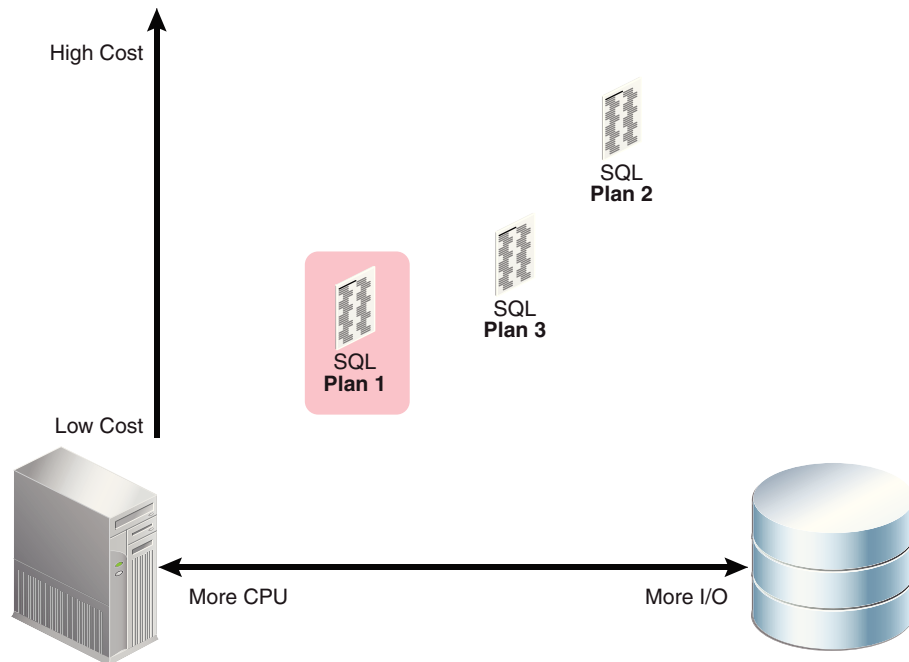 High Cost
SQL
Plan 2
SQL
Plan 3
SQL
Plan 1
Low Cost
More CPU
More I/O